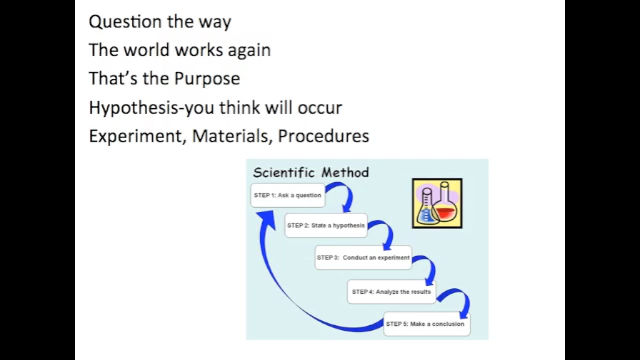 Question the way
The world works again
That's the Purpose
Hypothesis-you think will occur
Experiment, Materials, Procedures
Scientific Method
STEP 1: Ask a question
STEP 2: State a hypothesis
STEP 3: Conduct an experiment
STEP 4: Analyze the results
STEP 5: Make a conclusion